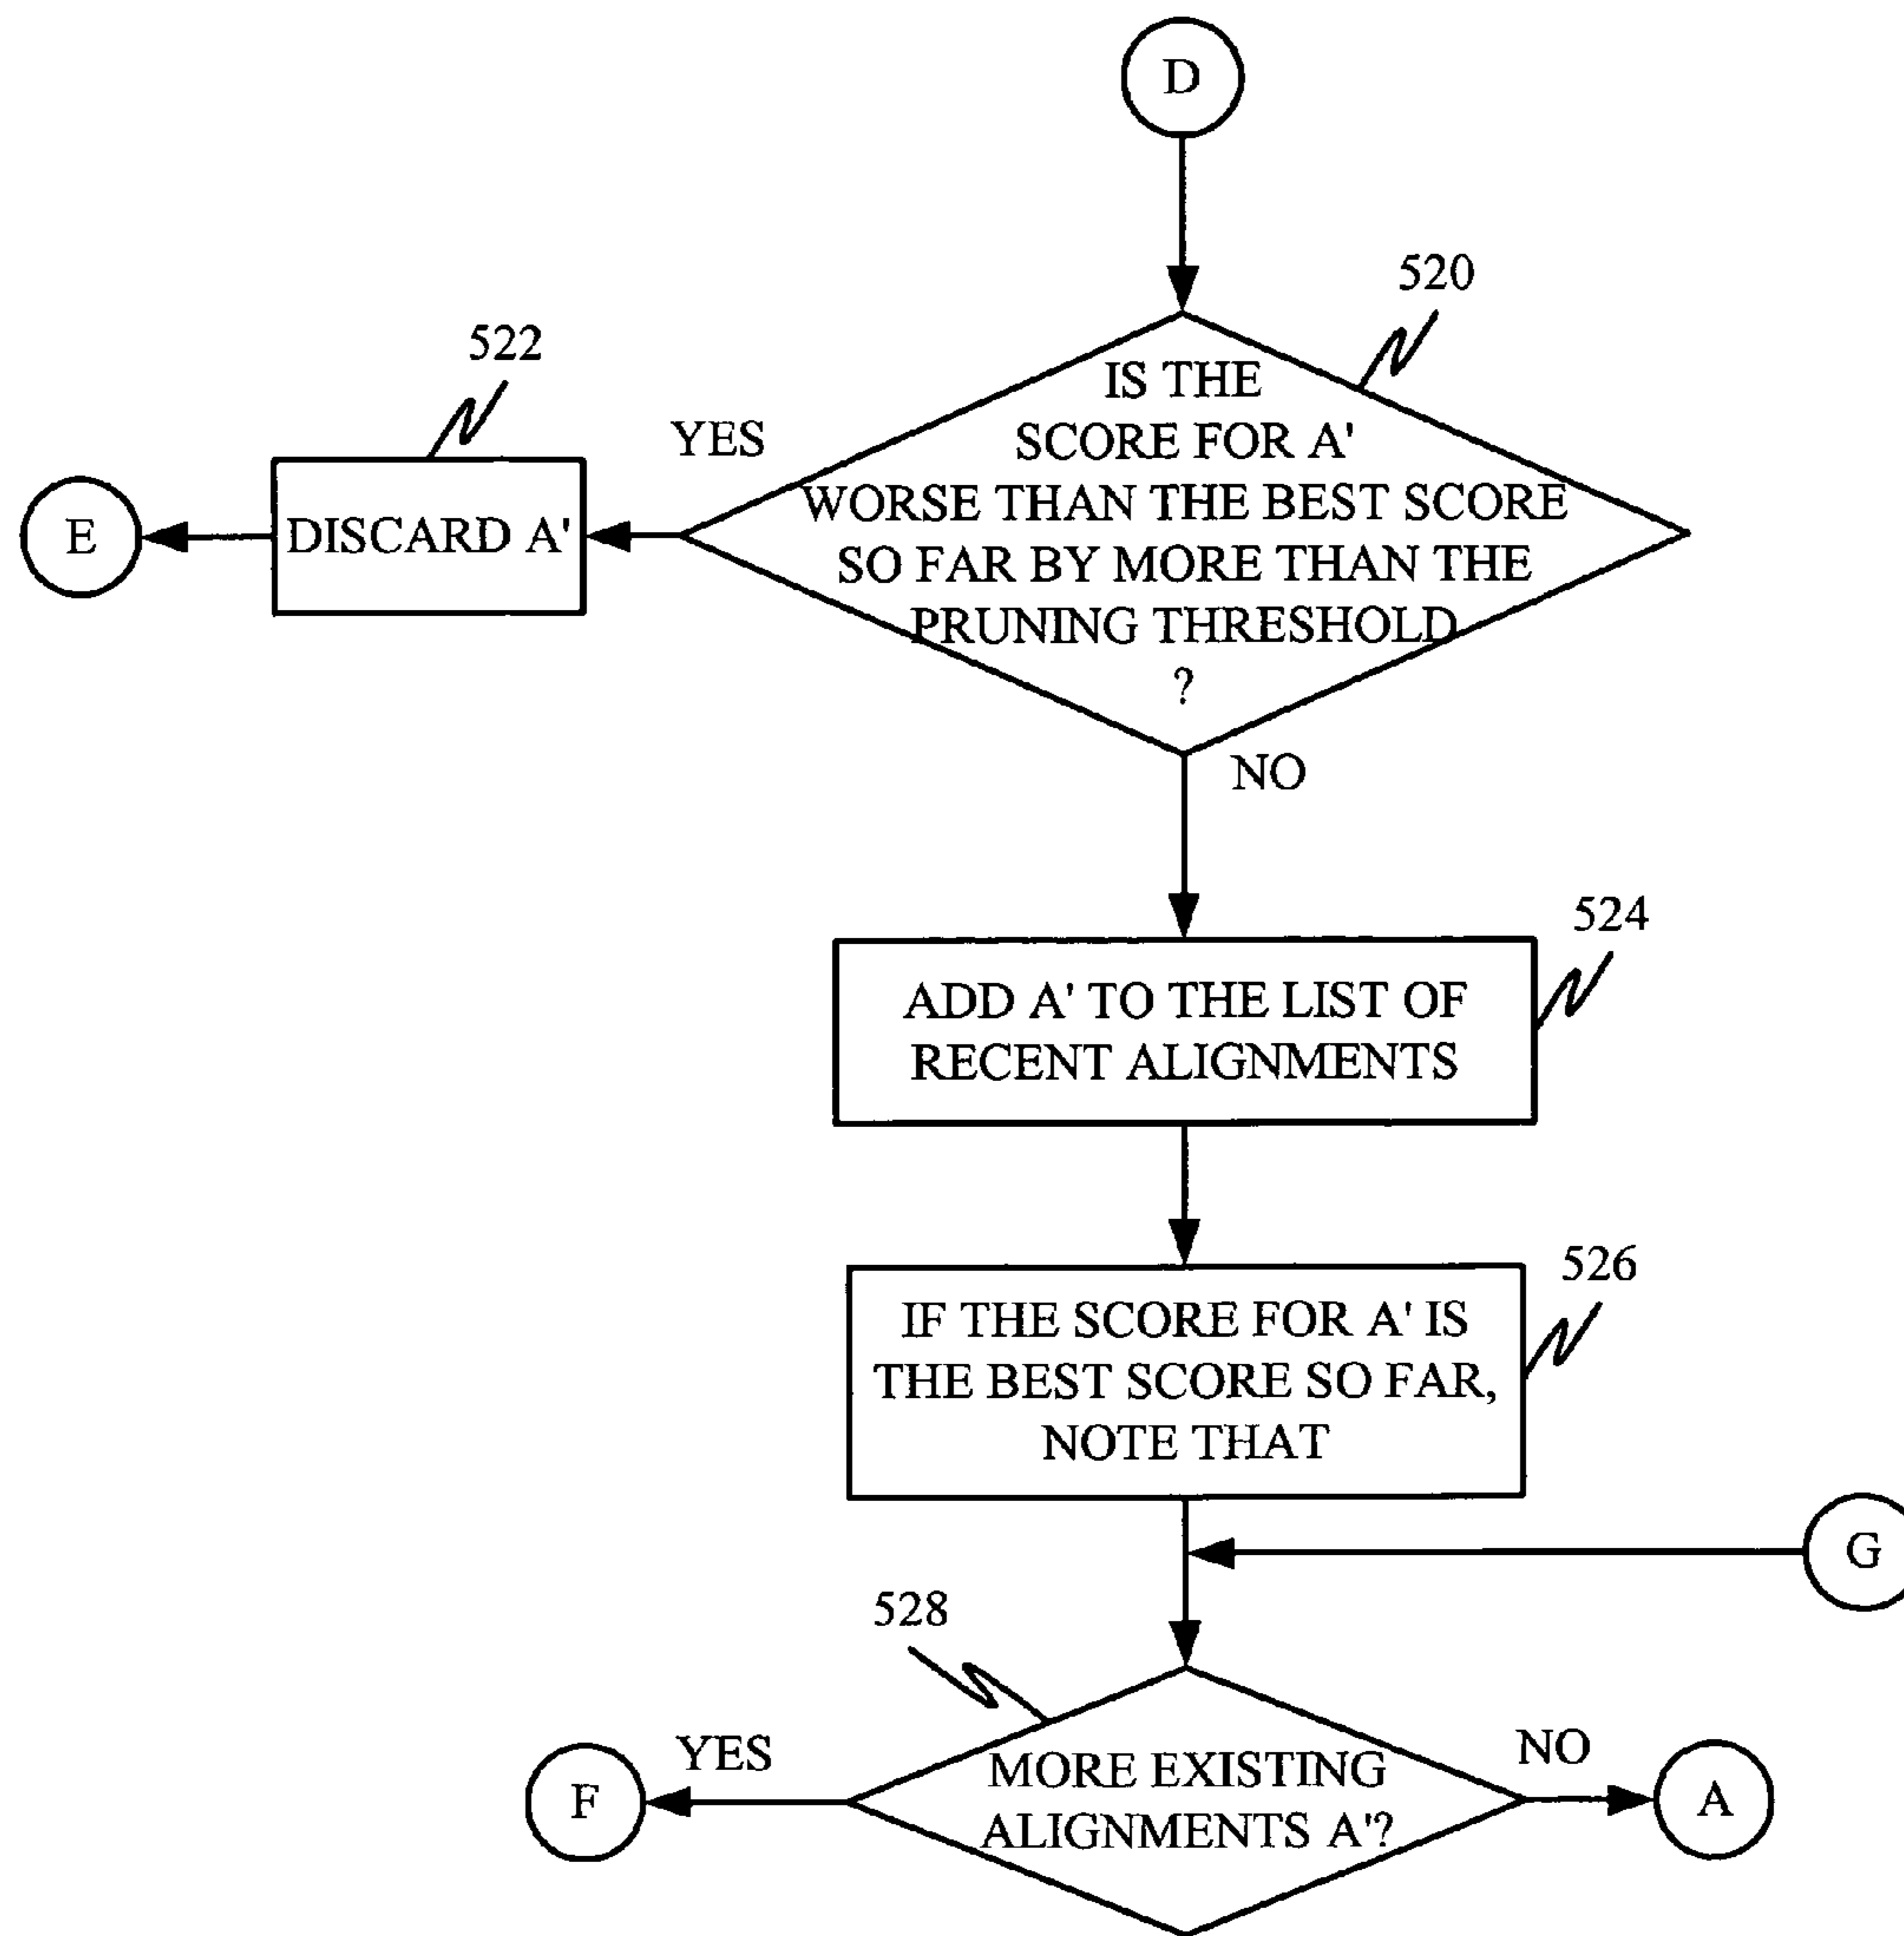 D
520
522
IS THE
SCORE FOR A'
WORSE THAN THE BEST SCORE
SO FAR BY MORE THAN THE
PRUNING THRESHOLD
?
YES
E
DISCARD A'
NO
524
ADD A' TO THE LIST OF
RECENT ALIGNMENTS
526
IF THE SCORE FOR A' IS
THE BEST SCORE SO FAR,
NOTE THAT
G
528
YES
NO
F
MORE EXISTING
ALIGNMENTS A'?
A